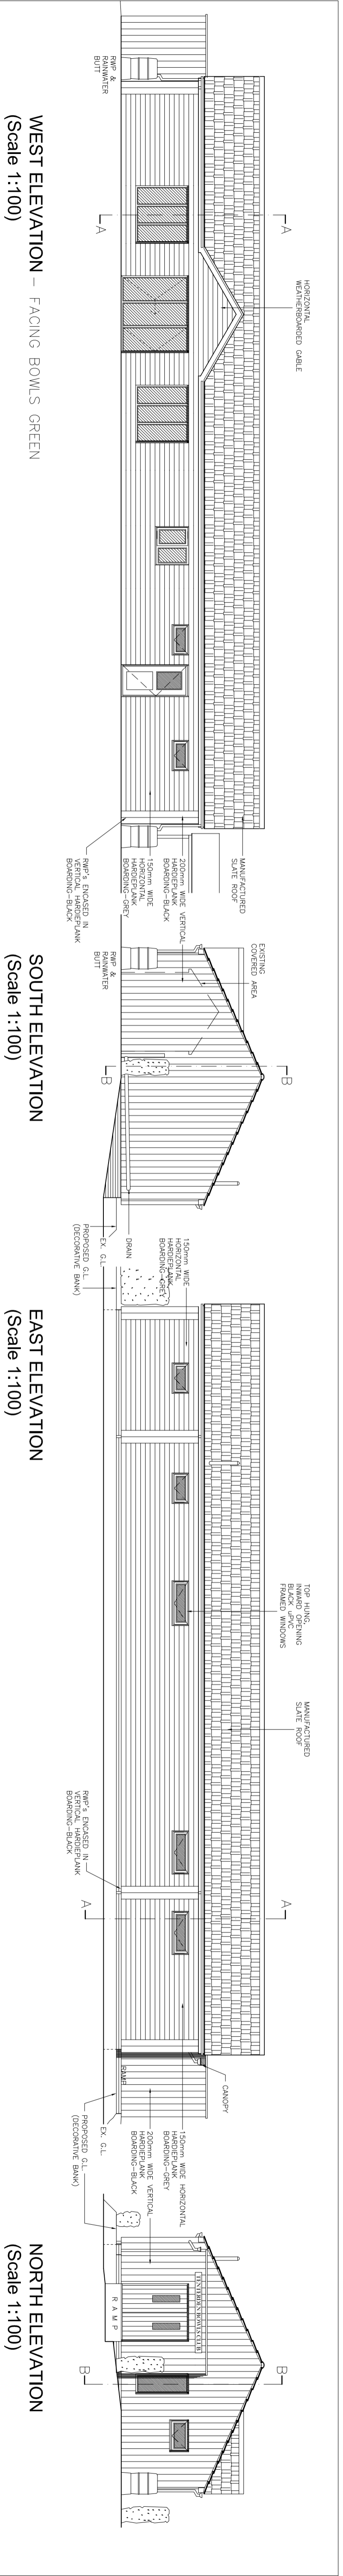 RWP &
RAINWATER
BUTT
A
A
HORIZONTAL
WEATHERBOARDED GABLE
MANUFACTURED
SLATE ROOF
200mm WIDE VERTICAL
HARDIEPLANK
BOARDING-BLACK
150mm WIDE
HORIZONTAL
HARDIEPLANK
BOARDING-GREY
RWP's ENCASED IN
VERTICAL HARDIEPLANK
BOARDING-BLACK
WEST ELEVATION - FACING BOWLS GREEN
(Scale 1:100)
EXISTING
COVERED AREA
B
B
RWP &
RAINWATER
BUTT
DRAIN
EX. G.L.
PROPOSED G.L.
(DECORATIVE BANK)
SOUTH ELEVATION
(Scale 1:100)
150mm WIDE
HORIZONTAL
HARDIEPLANK
BOARDING-GREY
TOP HUNG,
INWARD OPENING
BLACK uPVC
FRAMED WINDOWS
MANUFACTURED
SLATE ROOF
RWP's ENCASED IN
VERTICAL HARDIEPLANK
BOARDING-BLACK
A
A
CANOPY
RAMP
EX. G.L.
PROPOSED G.L.
(DECORATIVE BANK)
EAST ELEVATION
(Scale 1:100)
150mm WIDE HORIZONTAL
HARDIEPLANK
BOARDING-GREY
200mm WIDE VERTICAL
HARDIEPLANK
BOARDING-BLACK
TENTERDEN BOWLS CLUB
RAMP
B
B
NORTH ELEVATION
(Scale 1:100)